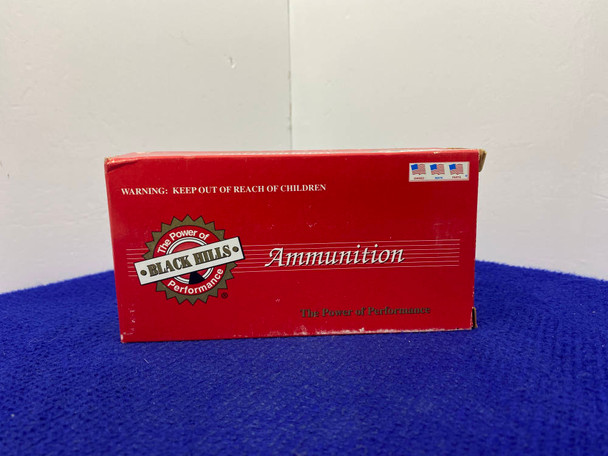 WARNING: KEEP OUT OF REACH OF CHILDREN
The Power of
BLACK HILLS
Performance
®
Ammunition
The Power of Performance